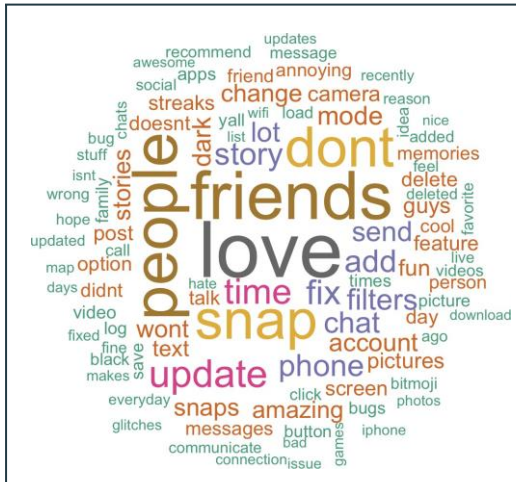 updates
recommend message
awesome
apps friend annoying recently
social
change camera reason
streaks
yall wifi load idea nice
chats
doesnt dark mode added
bug
list
lot dont
stuff
people story memories
isnt
stories friends feel
delete deleted
wrong family favorite
guys
hope post love send cool
updated call feature
add live
map option fun videos
hate times
days didnt talk time fix filters person
picture
video snap chat day download
wont
fixed log account ago
fine text
black save phone pictures
makes update
click screen bitmoji
everyday photos
snaps amazing bugs
glitches messages button games iphone
bad
communicate
connection issue